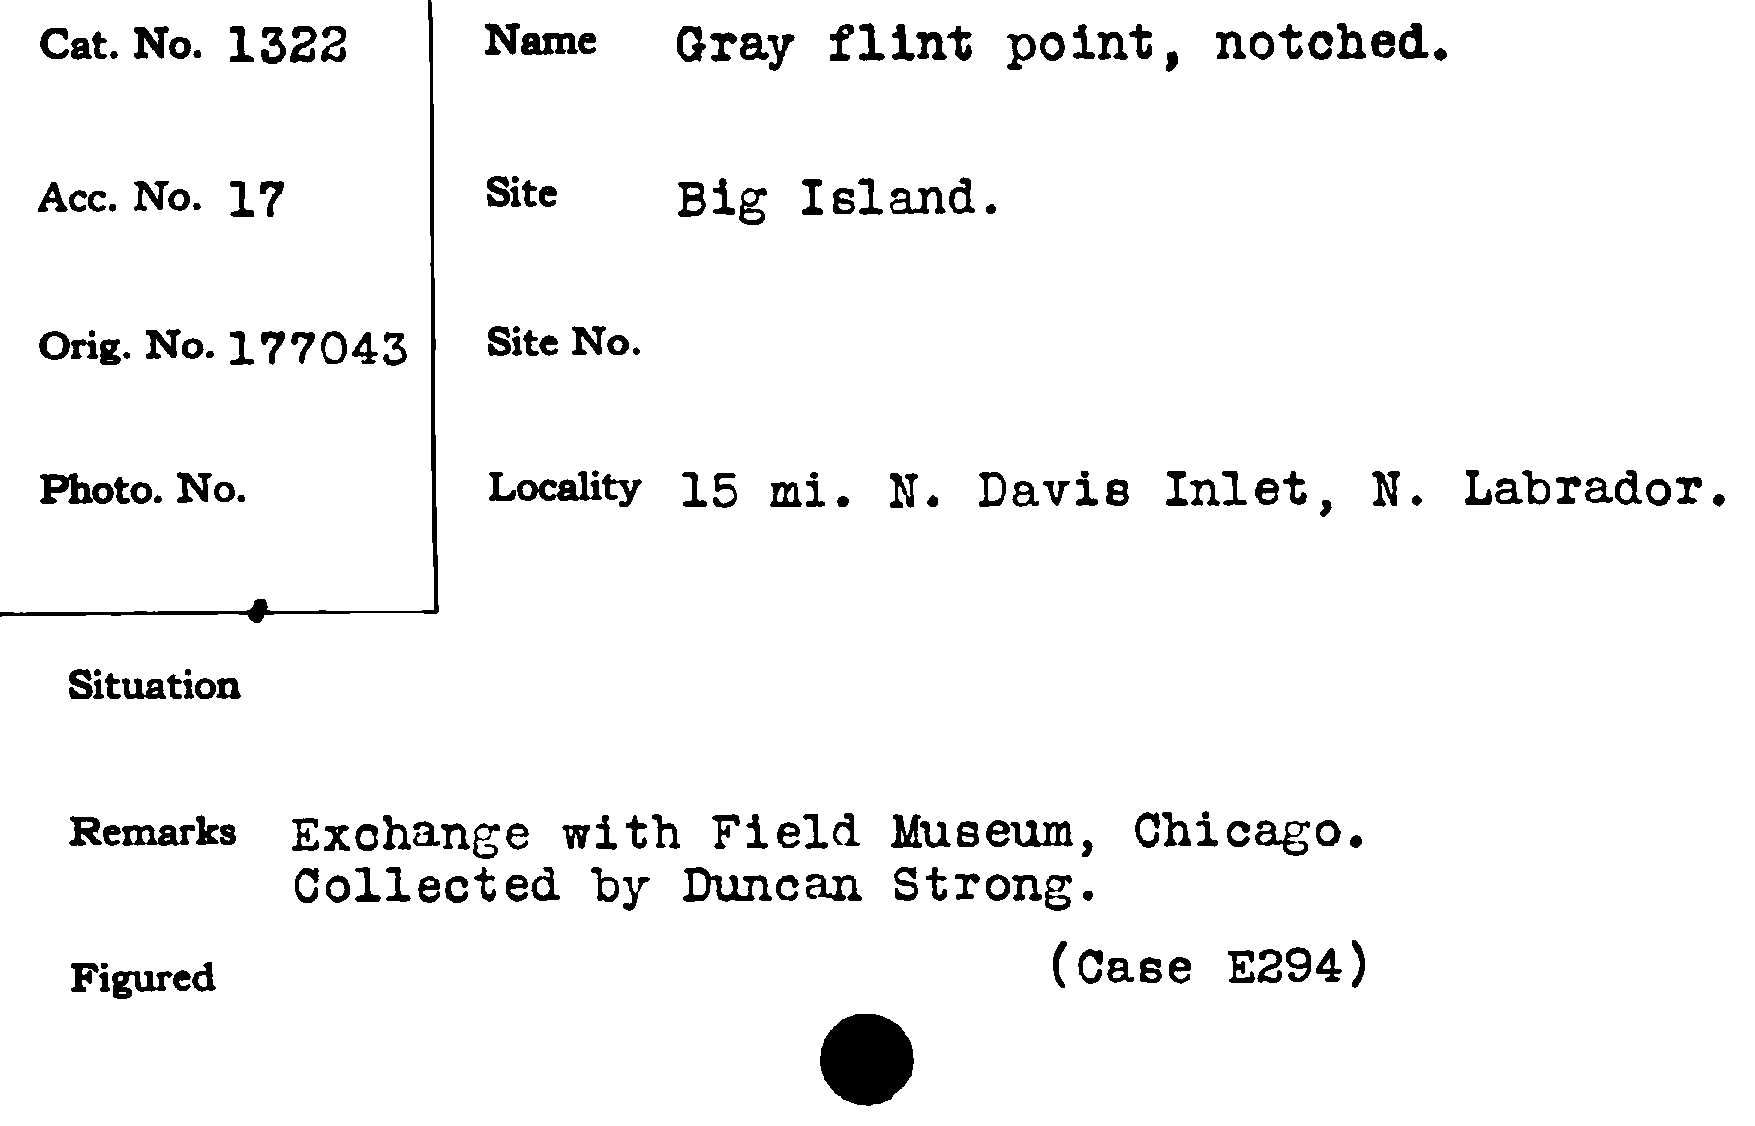 Cat. No. 1322
Name Gray flint point, notched.
Acc. No. 17
Site Big Island.
Orig. No. 177043
Site No.
Photo. No.
Locality 15 mi. N. Davis Inlet, N. Labrador.
Situation
Remarks Exchange with Field Museum, Chicago.
Collected by Duncan Strong.
Figured
(Case E294)